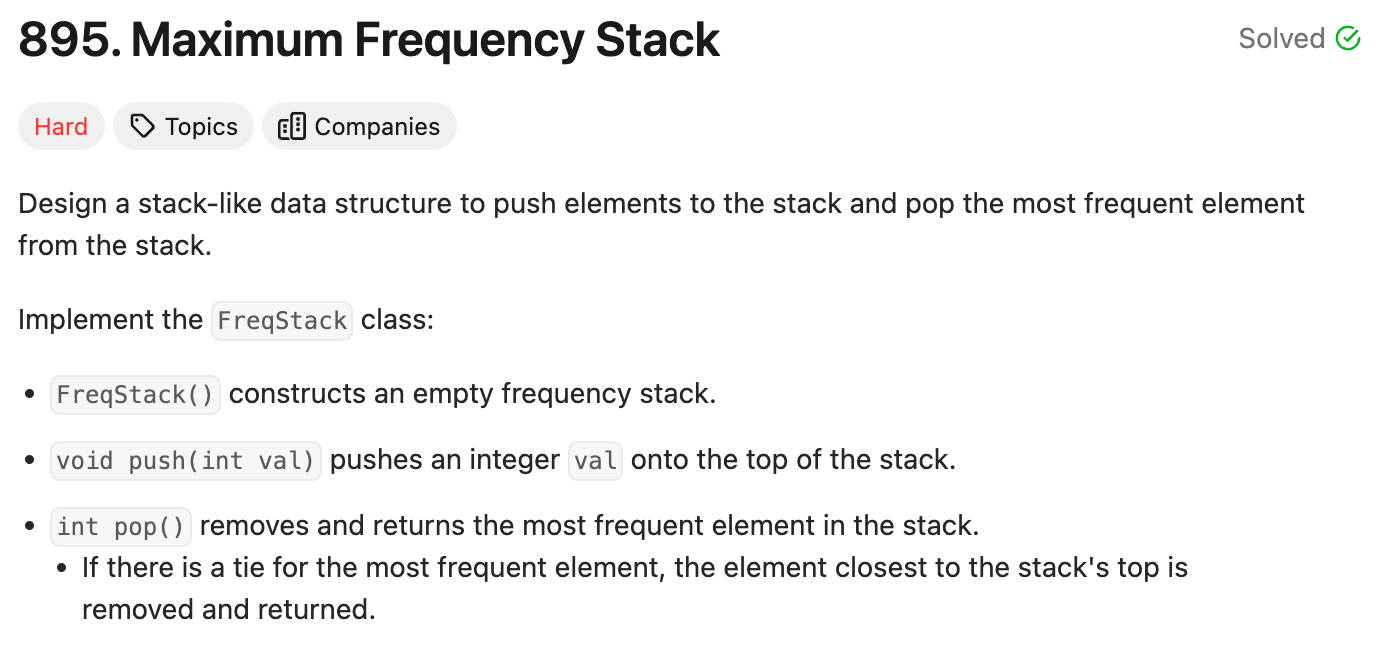 895. Maximum Frequency Stack
Solved
Hard
Topics
Companies
Design a stack-like data structure to push elements to the stack and pop the most frequent element
from the stack.
Implement the FreqStack class:
• FreqStack() constructs an empty frequency stack.
• void push(int val) pushes an integer val onto the top of the stack.
• int pop() removes and returns the most frequent element in the stack.
• If there is a tie for the most frequent element, the element closest to the stack's top is
removed and returned.